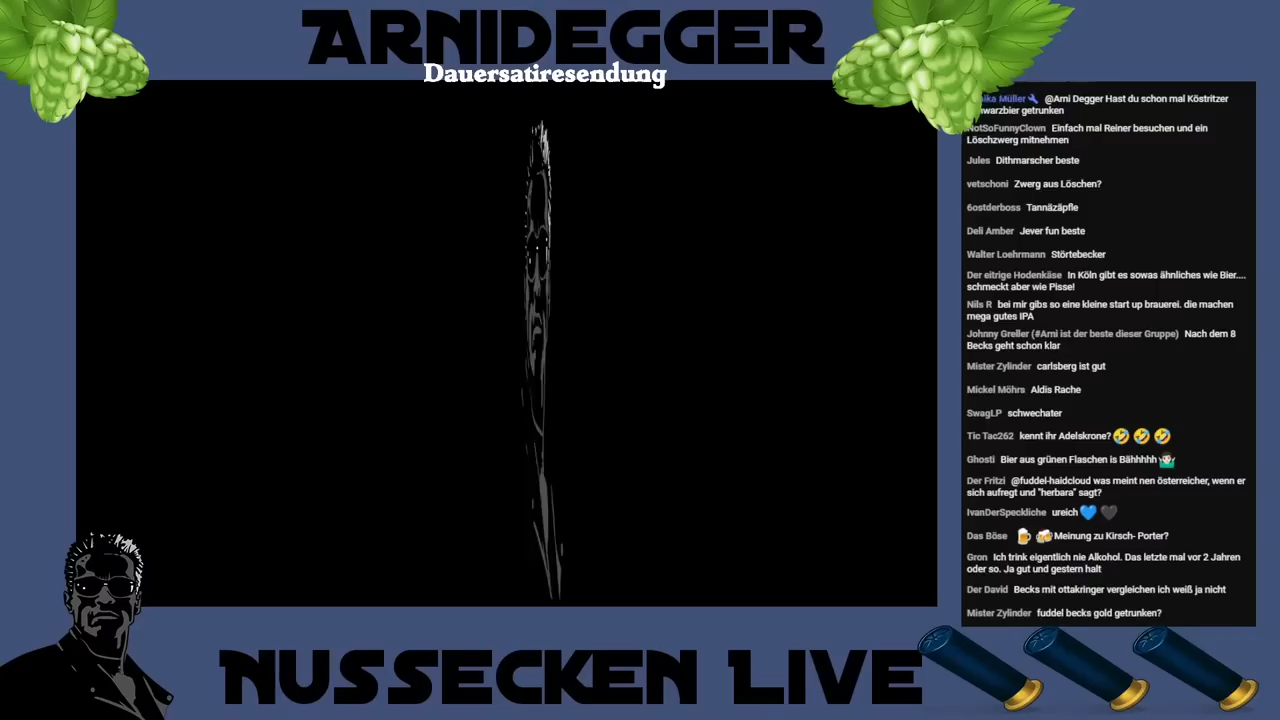 ARNIDEGGER
Dauersatiresendung
ika Müller @Arni Degger Hast du schon mal Köstritzer
warzbier getrunken
NotSoFunnyClown Einfach mal Reiner besuchen und ein
Löschzwerg mitnehmen
Jules Dithmarscher beste
vetschoni Zwerg aus Löschen?
6ostderboss Tannäzäpfle
Deli Amber Jever fun beste
Walter Loehrmann Störtebecker
Der eitrige Hodenkäse In Köln gibt es sowas ähnliches wie Bier....
schmeckt aber wie Pisse!
Nils R bei mir gibs so eine kleine start up brauerei. die machen
mega gutes IPA
Johnny Greller (#Arni ist der beste dieser Gruppe) Nach dem 8
Becks geht schon klar
Mister Zylinder carlsberg ist gut
Mickel Möhrs Aldis Rache
SwagLP schwechater
Tic Tac262 kennt ihr Adelskrone? 🤣 🤣 🤣
Ghosti Bier aus grünen Flaschen is Bähhhhh 🤷🏻‍♂️
Der Fritzi @fuddel-haidcloud was meint nen österreicher, wenn er
sich aufregt und "herbara" sagt?
IvanDerSpeckliche ureich 💙 🖤
Das Böse 🍺 🍻 Meinung zu Kirsch- Porter?
Gron Ich trink eigentlich nie Alkohol. Das letzte mal vor 2 Jahren
oder so. Ja gut und gestern halt
Der David Becks mit ottakringer vergleichen ich weiß ja nicht
Mister Zylinder fuddel becks gold getrunken?
NUSSECKEN LIVE